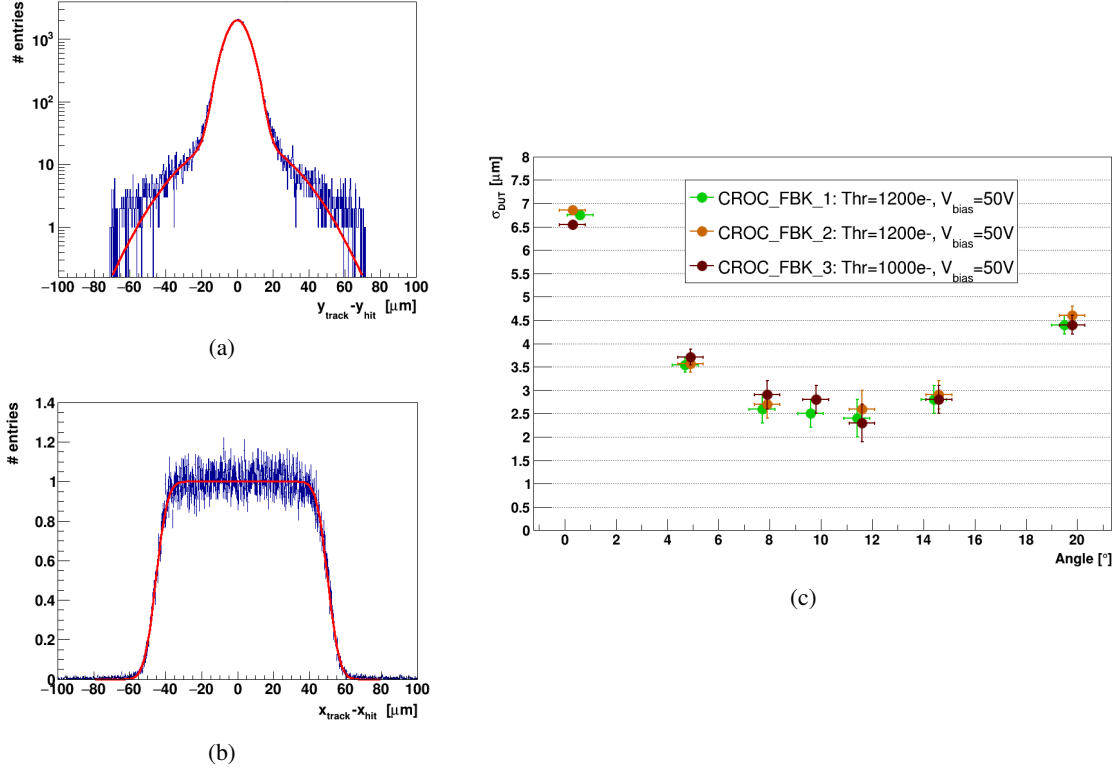 # entries
10³
10²
10
1
−100 −80 −60 −40 −20 0 20 40 60 80 100
y_track-y_hit [μm]
(a)
# entries
1.4
1.2
1
0.8
0.6
0.4
0.2
0
−100 −80 −60 −40 −20 0 20 40 60 80 100
x_track-x_hit [μm]
(b)
σ_DUT [μm]
8
7.5
7
6.5
6
5.5
5
4.5
4
3.5
3
2.5
2
1.5
1
0.5
0
CROC_FBK_1: Thr=1200e-, V_bias=50V
CROC_FBK_2: Thr=1200e-, V_bias=50V
CROC_FBK_3: Thr=1000e-, V_bias=50V
0 2 4 6 8 10 12 14 16 18 20
Angle [°]
(c)